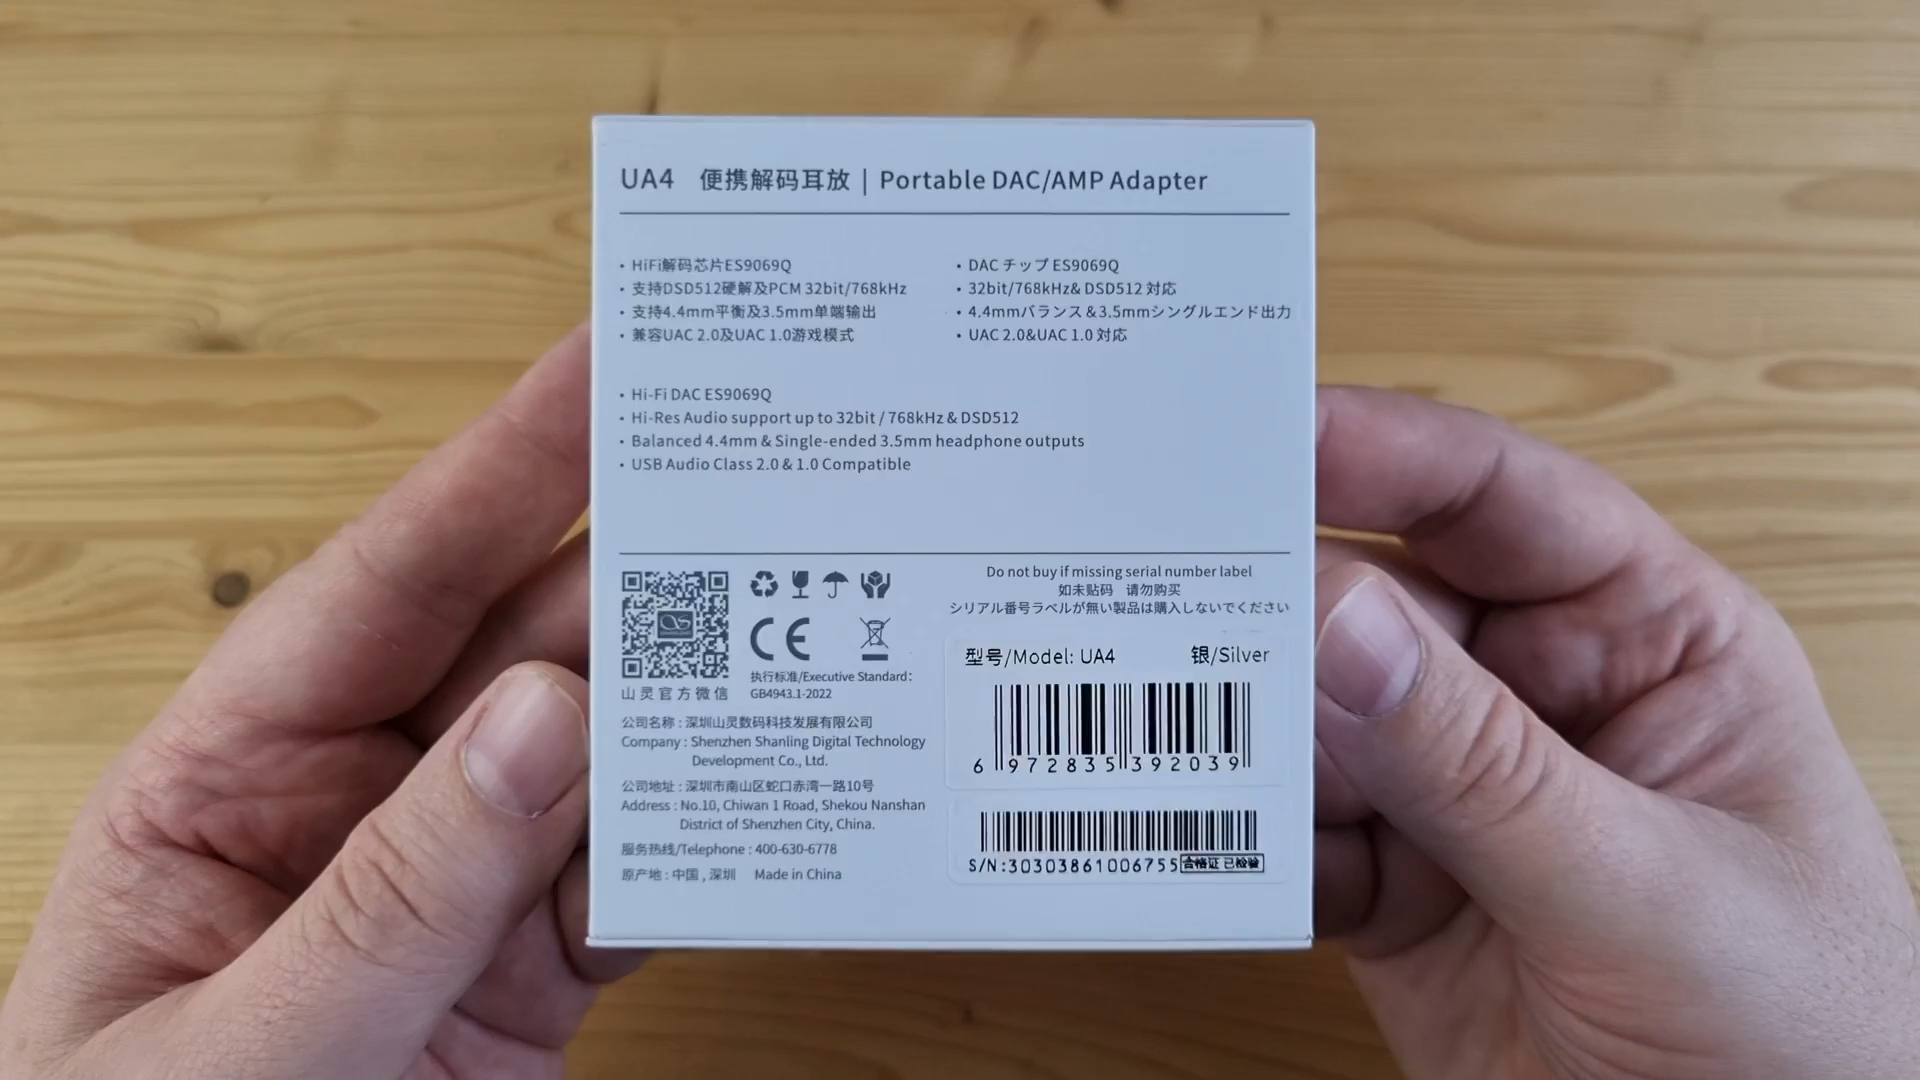 UA4 便携解码耳放 | Portable DAC/AMP Adapter
• HiFi解码芯片ES9069Q
• 支持DSD512硬解及PCM 32bit/768kHz
• 支持4.4mm平衡及3.5mm单端输出
• 兼容UAC 2.0及UAC 1.0游戏模式
• DAC チップ ES9069Q
• 32bit/768kHz& DSD512 対応
• 4.4mmバランス&3.5mmシングルエンド出力
• UAC 2.0&UAC 1.0 対応
• Hi-Fi DAC ES9069Q
• Hi-Res Audio support up to 32bit / 768kHz & DSD512
• Balanced 4.4mm & Single-ended 3.5mm headphone outputs
• USB Audio Class 2.0 & 1.0 Compatible
山灵官方微信
CE
执行标准/Executive Standard:
GB4943.1-2022
公司名称 : 深圳山灵数码科技发展有限公司
Company : Shenzhen Shanling Digital Technology
Development Co., Ltd.
公司地址 : 深圳市南山区蛇口赤湾一路10号
Address : No.10, Chiwan 1 Road, Shekou Nanshan
District of Shenzhen City, China.
服务热线/Telephone : 400-630-6778
原产地 : 中国 , 深圳 Made in China
Do not buy if missing serial number label
如未贴码 请勿购买
シリアル番号ラベルが無い製品は購入しないでください
型号/Model: UA4 银/Silver
6 972835 392039
S/N:30303861006755 合格证 已检验